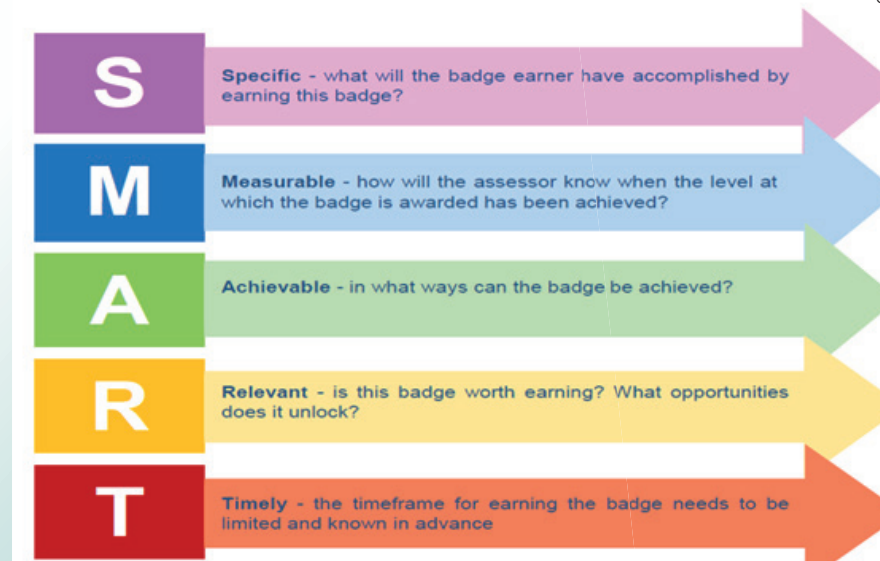 S
Specific - what will the badge earner have accomplished by
earning this badge?
M
Measurable - how will the assessor know when the level at
which the badge is awarded has been achieved?
A
Achievable - in what ways can the badge be achieved?
R
Relevant - is this badge worth earning? What opportunities
does it unlock?
T
Timely - the timeframe for earning the badge needs to be
limited and known in advance